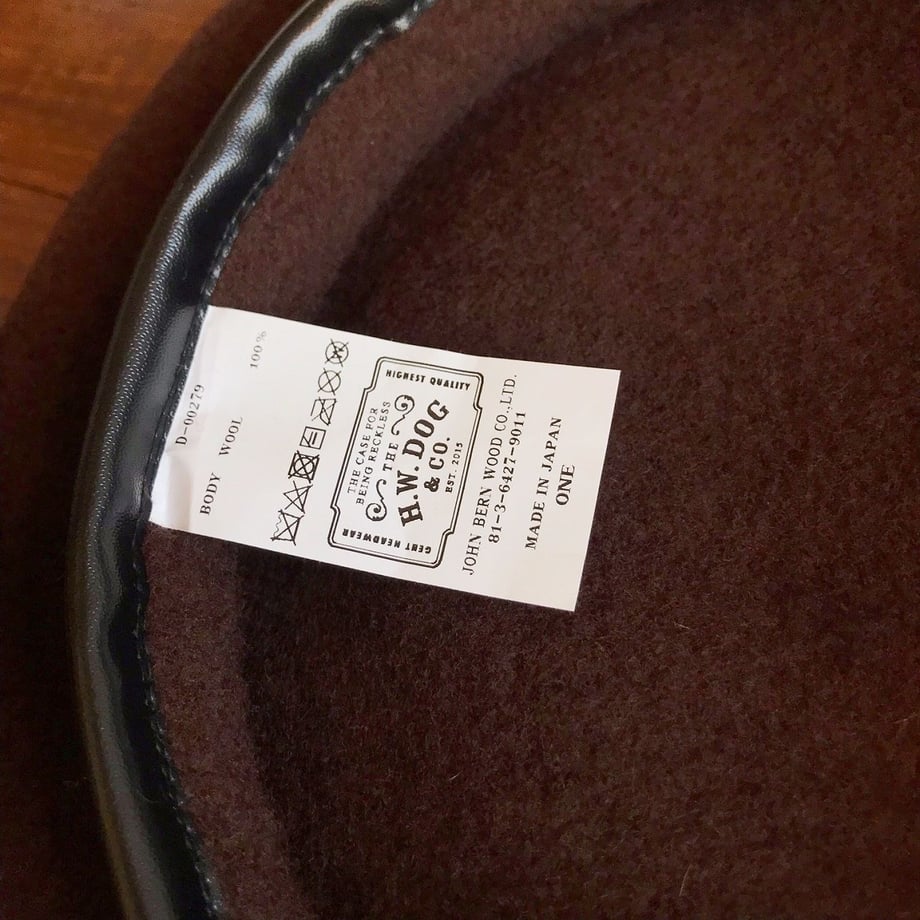 D-00279
BODY WOOL 100%
HIGHEST QUALITY
THE CASE FOR
BEING RECKLESS
THE
H.W. DOG
& CO.
EST. 2015
GENT HEADWEAR
JOHN BERN WOOD CO.,LTD.
81-3-6427-9011
MADE IN JAPAN
ONE